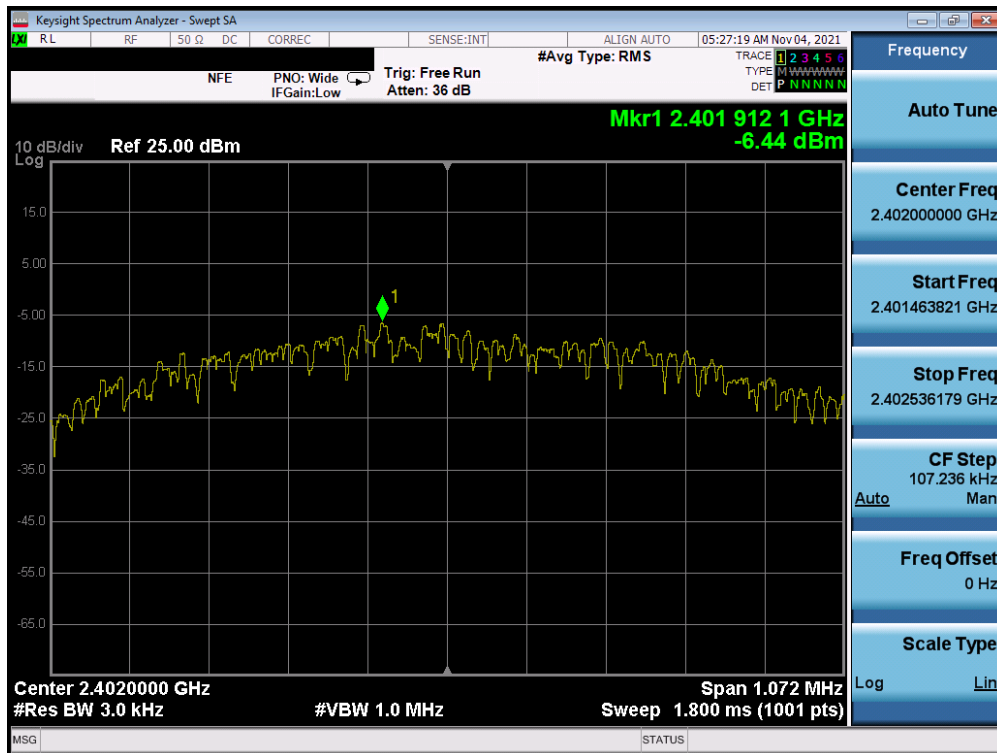 Keysight Spectrum Analyzer - Swept SA
LXI RL RF 50 Ω DC CORREC SENSE:INT ALIGN AUTO 05:27:19 AM Nov 04, 2021
NFE PNO: Wide Trig: Free Run #Avg Type: RMS TRACE 1 2 3 4 5 6
IFGain:Low Atten: 36 dB TYPE M WWWWW
DET P N N N N N
Mkr1 2.401 912 1 GHz
-6.44 dBm
10 dB/div Ref 25.00 dBm
Log
15.0
5.00
1
-5.00
-15.0
-25.0
-35.0
-45.0
-55.0
-65.0
Center 2.4020000 GHz Span 1.072 MHz
#Res BW 3.0 kHz #VBW 1.0 MHz Sweep 1.800 ms (1001 pts)
MSG STATUS
Frequency
Auto Tune
Center Freq
2.402000000 GHz
Start Freq
2.401463821 GHz
Stop Freq
2.402536179 GHz
CF Step
107.236 kHz
Auto Man
Freq Offset
0 Hz
Scale Type
Log Lin